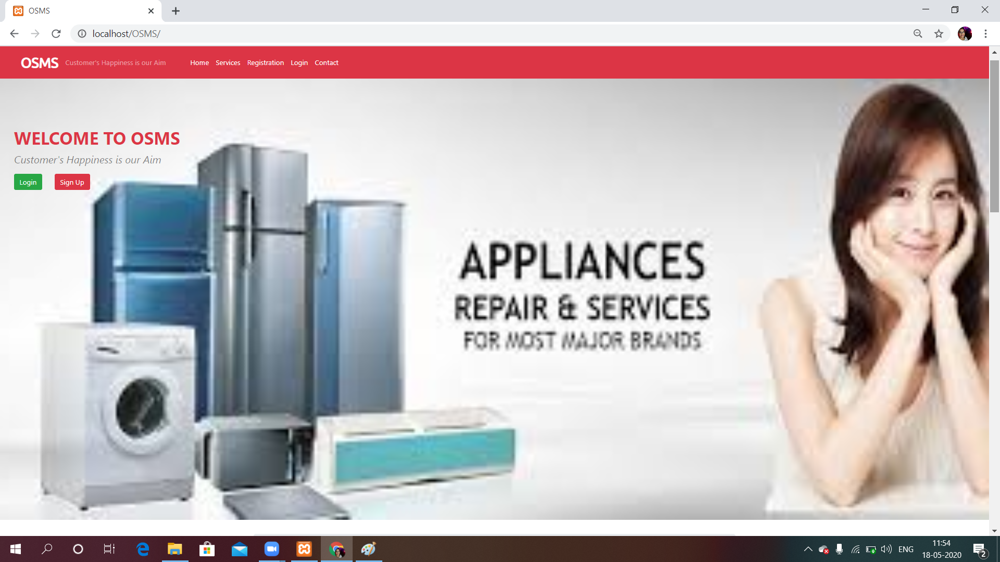 OSMS
localhost/OSMS/
OSMS Customer's Happiness is our Aim Home Services Registration Login Contact
WELCOME TO OSMS
Customer's Happiness is our Aim
Login Sign Up
APPLIANCES
REPAIR & SERVICES
FOR MOST MAJOR BRANDS
ENG
11:54
18-05-2020
2